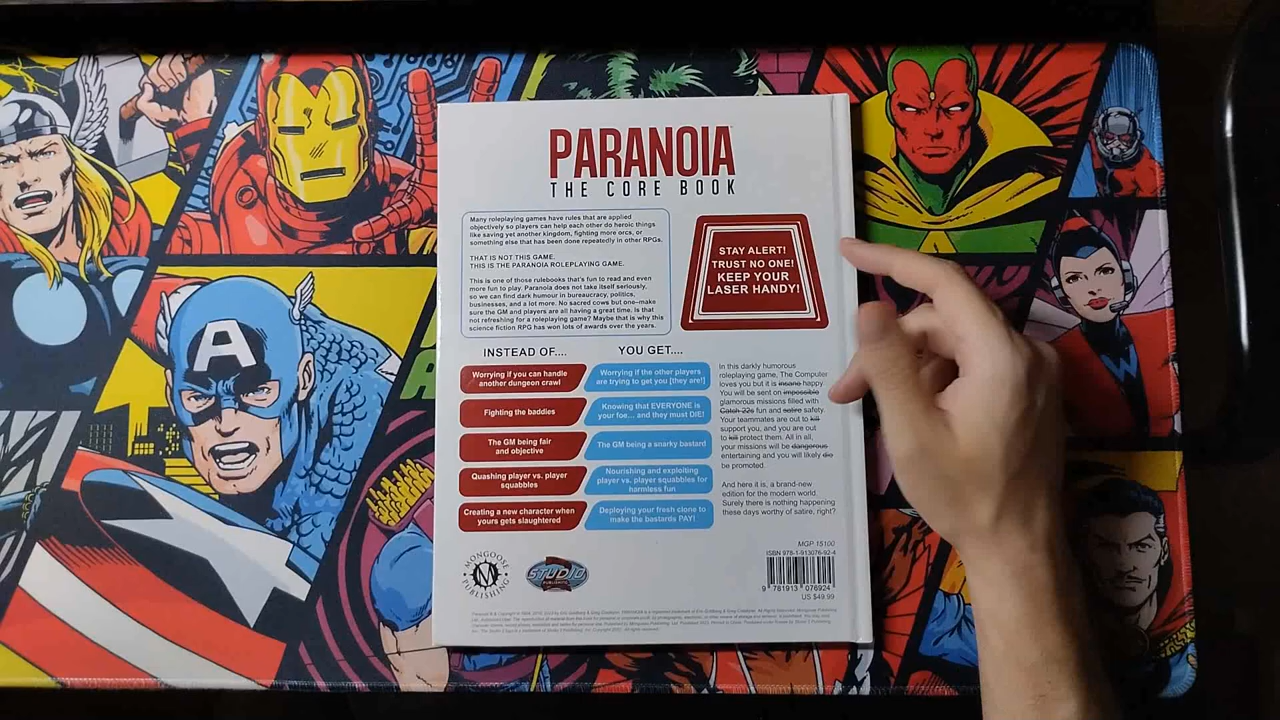 PARANOIA
THE CORE BOOK
Many roleplaying games have rules that are applied
objectively so players can help each other do heroic things
like saving yet another kingdom, fighting more orcs, or
something else that has been done repeatedly in other RPGs.
THAT IS NOT THIS GAME.
THIS IS THE PARANOIA ROLEPLAYING GAME.
This is one of those rulebooks that's fun to read and even
more fun to play. Paranoia does not take itself seriously,
so we can find dark humour in bureaucracy, politics,
businesses, and a lot more. No sacred cows but one–make
sure the GM and players are all having a great time. Is that
not refreshing for a roleplaying game? Maybe that is why this
science fiction RPG has won lots of awards over the years.
STAY ALERT!
TRUST NO ONE!
KEEP YOUR
LASER HANDY!
INSTEAD OF....
YOU GET....
Worrying if you can handle
another dungeon crawl
Worrying if the other players
are trying to get you [they are!]
Fighting the baddies
Knowing that EVERYONE is
your foe... and they must DIE!
The GM being fair
and objective
The GM being a snarky bastard
Quashing player vs. player
squabbles
Nourishing and exploiting
player vs. player squabbles for
harmless fun
Creating a new character when
yours gets slaughtered
Deploying your fresh clone to
make the bastards PAY!
In this darkly humorous
roleplaying game, The Computer
loves you but it is insane happy
You will be sent on impossible
glamorous missions filled with
Catch-22s fun and satire safety.
Your teammates are out to kill
support you, and you are out
to kill protect them. All in all,
your missions will be dangerous
entertaining and you will likely die
be promoted.
And here it is, a brand-new
edition for the modern world.
Surely there is nothing happening
these days worthy of satire, right?
MONGOOSE
M
PUBLISHING
STUDIO
PUBLISHING
MGP 15100
ISBN 978-1-913076-92-4
9 781913 076924
US $49.99
A
W